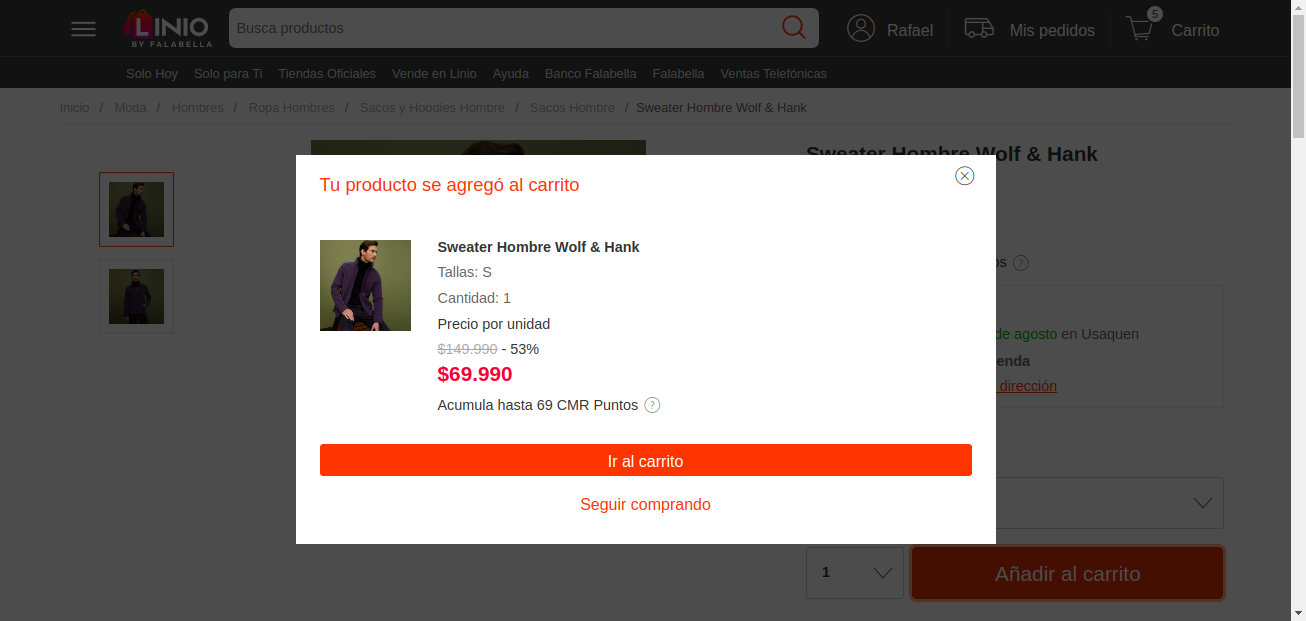 LINIO
BY FALABELLA
Busca productos
Rafael
Mis pedidos
5
Carrito
Solo Hoy
Solo para Ti
Tiendas Oficiales
Vende en Linio
Ayuda
Banco Falabella
Falabella
Ventas Telefónicas
Inicio / Moda / Hombres / Ropa Hombres / Sacos y Hoodies Hombre / Sacos Hombre / Sweater Hombre Wolf & Hank
Sweater Hombre Wolf & Hank
Tu producto se agregó al carrito
Sweater Hombre Wolf & Hank
Tallas: S
Cantidad: 1
Precio por unidad
$149.990 - 53%
$69.990
Acumula hasta 69 CMR Puntos ?
Ir al carrito
Seguir comprando
os ?
de agosto en Usaquen
enda
dirección
1
Añadir al carrito